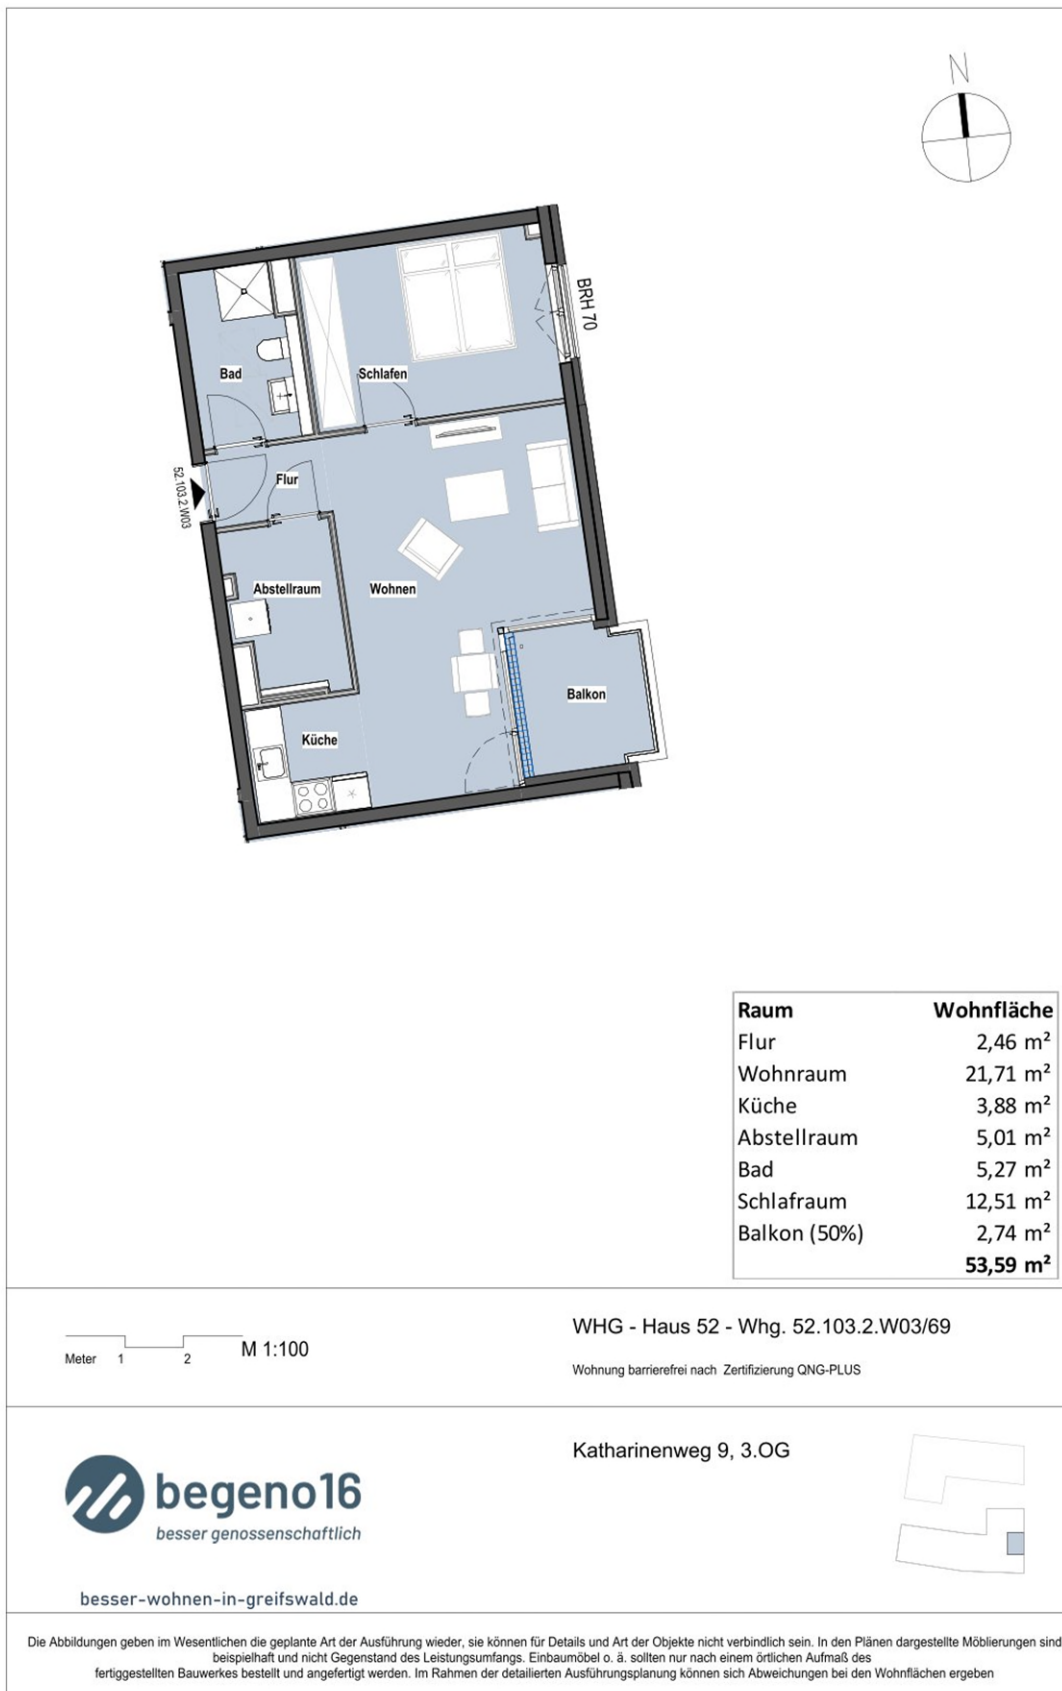 N
BRH 70
Bad
Schlafen
Flur
52.103.2.W03
Abstellraum
Wohnen
Balkon
Küche
Raum Wohnfläche
Flur 2,46 m²
Wohnraum 21,71 m²
Küche 3,88 m²
Abstellraum 5,01 m²
Bad 5,27 m²
Schlafraum 12,51 m²
Balkon (50%) 2,74 m²
53,59 m²
Meter 1 2 M 1:100
WHG - Haus 52 - Whg. 52.103.2.W03/69
Wohnung barrierefrei nach Zertifizierung QNG-PLUS
Katharinenweg 9, 3.OG
begeno16
besser genossenschaftlich
besser-wohnen-in-greifswald.de
Die Abbildungen geben im Wesentlichen die geplante Art der Ausführung wieder, sie können für Details und Art der Objekte nicht verbindlich sein. In den Plänen dargestellte Möblierungen sind
beispielhaft und nicht Gegenstand des Leistungsumfangs. Einbaumöbel o. ä. sollten nur nach einem örtlichen Aufmaß des
fertiggestellten Bauwerkes bestellt und angefertigt werden. Im Rahmen der detailierten Ausführungsplanung können sich Abweichungen bei den Wohnflächen ergeben